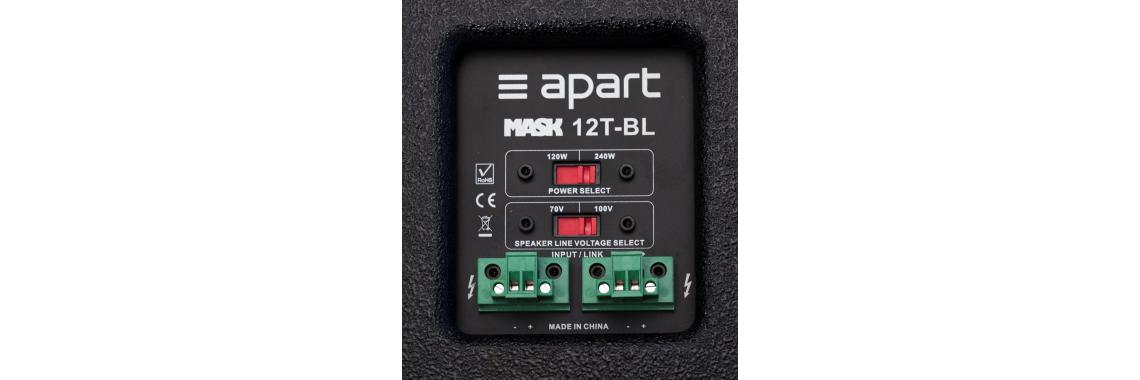 apart
MASK 12T-BL
120W 240W
POWER SELECT
RoHS
CE
70V 100V
SPEAKER LINE VOLTAGE SELECT
INPUT / LINK
- + MADE IN CHINA - +